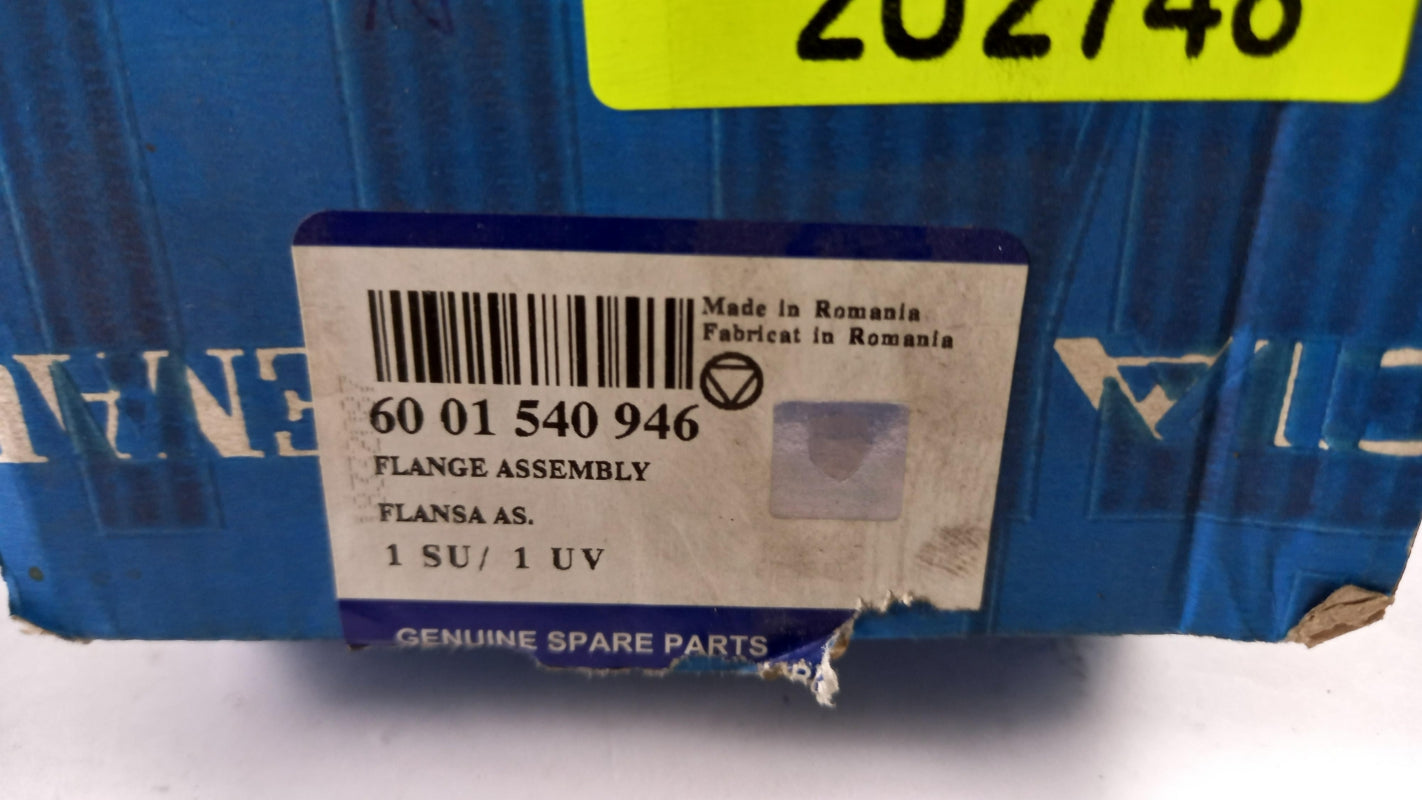 202748
Made in Romania
Fabricat in Romania
60 01 540 946
FLANGE ASSEMBLY
FLANSA AS.
1 SU/ 1 UV
GENUINE SPARE PARTS